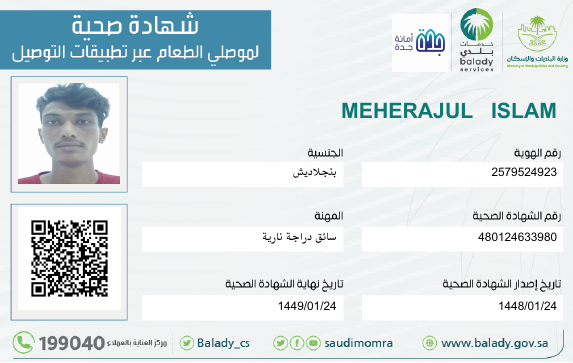 شهادة صحية
لموصلي الطعام عبر تطبيقات التوصيل
أمانة
جدة
خدمات
بلدي
balady
services
وزارة البلديات والإسكان
Ministry of Municipalities and Housing
MEHERAJUL ISLAM
رقم الهوية
الجنسية
2579524923
بنجلاديش
رقم الشهادة الصحية
المهنة
480124633980
سائق دراجة نارية
تاريخ إصدار الشهادة الصحية
تاريخ نهاية الشهادة الصحية
1448/01/24
1449/01/24
199040 مركز العناية بالعملاء
Balady_cs
saudimomra
www.balady.gov.sa